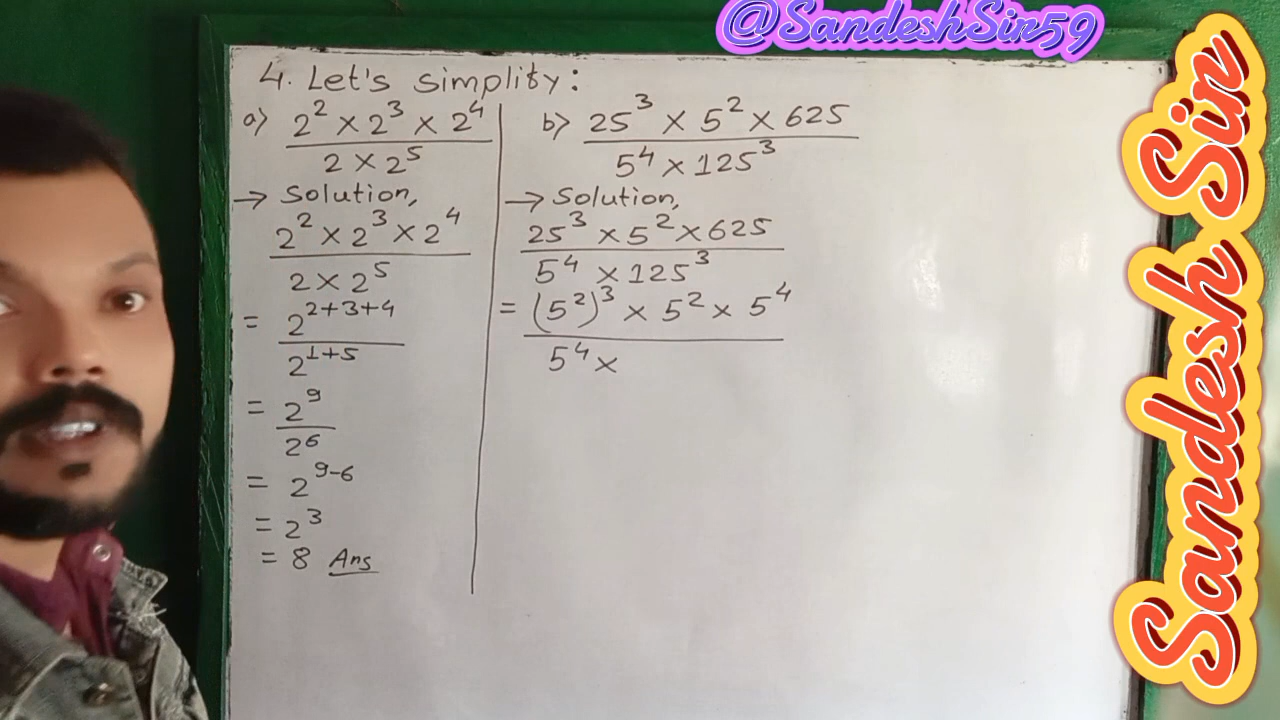 @SandeshSir59
Sandesh Sir
4. Let's simplity:
a) 2² × 2³ × 2⁴
2 × 2⁵
→ Solution,
2² × 2³ × 2⁴
2 × 2⁵
= 2²⁺³⁺⁴
2¹⁺⁵
= 2⁹
2⁶
= 2⁹⁻⁶
= 2³
= 8 Ans
b) 25³ × 5² × 625
5⁴ × 125³
→ Solution,
25³ × 5² × 625
5⁴ × 125³
= (5²)³ × 5² × 5⁴
5⁴ ×